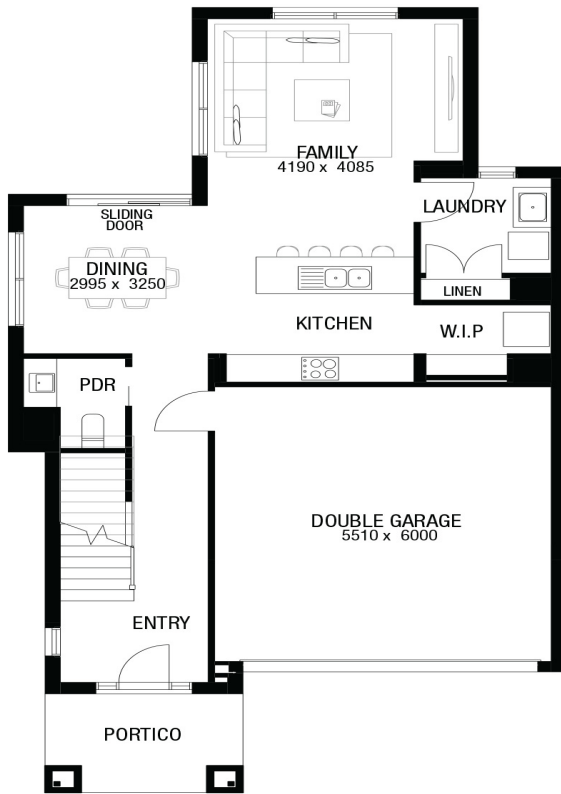 FAMILY
4190 x 4085
LAUNDRY
SLIDING
DOOR
DINING
2995 x 3250
LINEN
KITCHEN
W.I.P
PDR
DOUBLE GARAGE
5510 x 6000
ENTRY
PORTICO